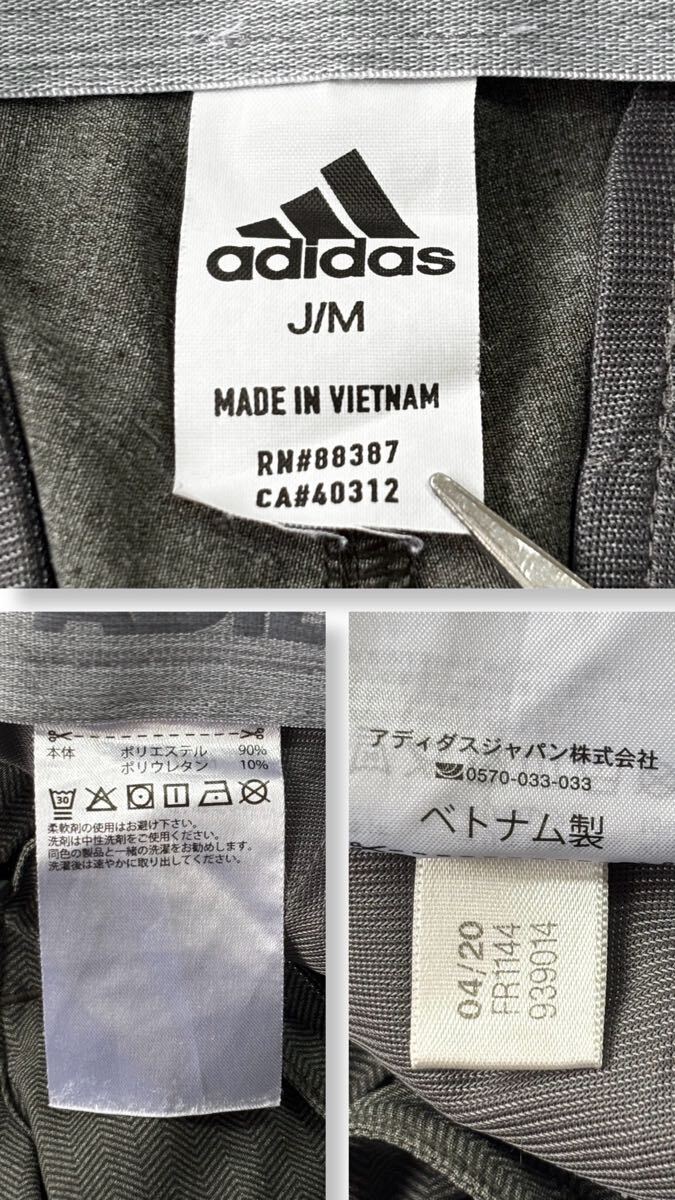 adidas
J/M
MADE IN VIETNAM
RN#88387
CA#40312
本体 ポリエステル 90%
ポリウレタン 10%
30
柔軟剤の使用はお避け下さい。
洗剤は中性洗剤をご使用ください。
同色の製品と一緒の洗濯をお勧めします。
洗濯後は速やかに取り出してください。
アディダスジャパン株式会社
0570-033-033
ベトナム製
04/20
FR1144
939014